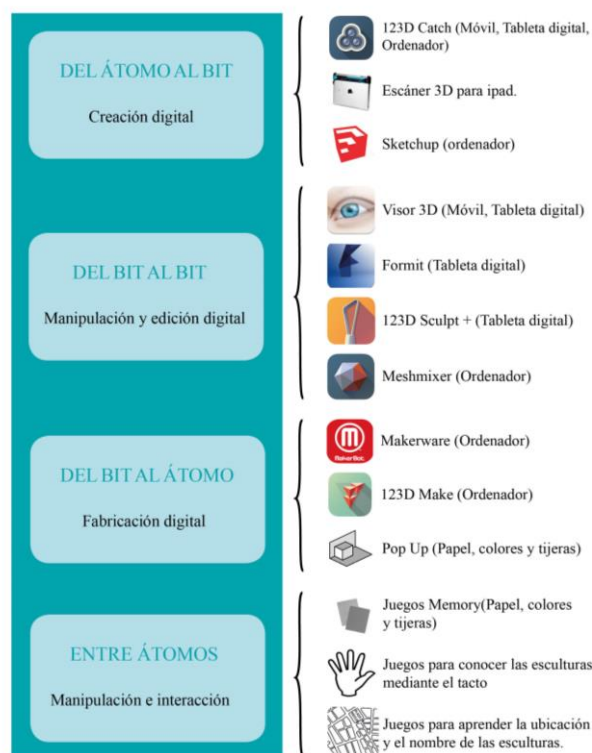 DEL ÁTOMO AL BIT
Creación digital
123D Catch (Móvil, Tableta digital,
Ordenador)
Escáner 3D para ipad.
Sketchup (ordenador)
DEL BIT AL BIT
Manipulación y edición digital
Visor 3D (Móvil, Tableta digital)
Formit (Tableta digital)
123D Sculpt + (Tableta digital)
Meshmixer (Ordenador)
DEL BIT AL ÁTOMO
Fabricación digital
MakerBot
Makerware (Ordenador)
123D Make (Ordenador)
Pop Up (Papel, colores y tijeras)
ENTRE ÁTOMOS
Manipulación e interacción
Juegos Memory(Papel, colores
y tijeras)
Juegos para conocer las esculturas
mediante el tacto
Juegos para aprender la ubicación
y el nombre de las esculturas.